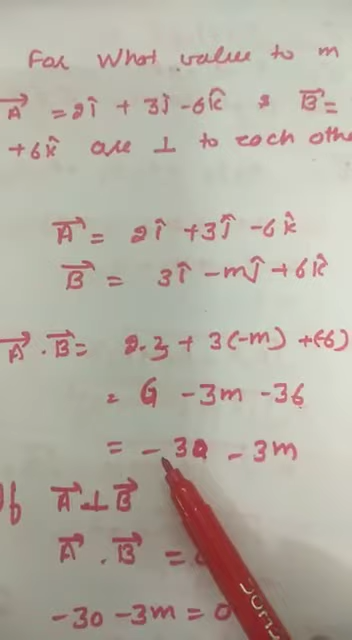 For What value to m
A⃗ = 2î + 3ĵ - 6k̂ & B⃗ =
+6k̂ are ⊥ to each othe
A⃗ = 2î + 3ĵ - 6k̂
B⃗ = 3î - mĵ + 6k̂
A⃗ . B⃗ = 2.3 + 3(-m) + (-6)
= 6 - 3m - 36
= - 30 - 3m
If A⃗ ⊥ B⃗
A⃗ . B⃗ =
-30 - 3m = 0